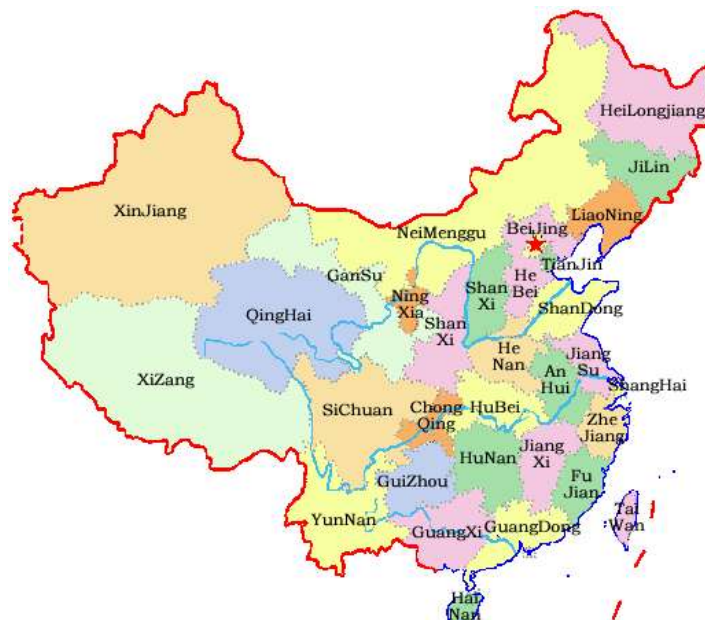 HeiLongjiang
JiLin
XinJiang
LiaoNing
BeiJing
NeiMenggu
TianJin
GanSu
He
Bei
Shan
Xi
Ning
Xia
ShanDong
QingHai
Shan
Xi
He
Nan
Jiang
Su
XiZang
An
Hui
ShangHai
SiChuan
Chong
Qing
HuBei
Zhe
Jiang
Jiang
Xi
HuNan
GuiZhou
Fu
Jian
Tai
Wan
YunNan
GuangXi
GuangDong
Hai
Nan